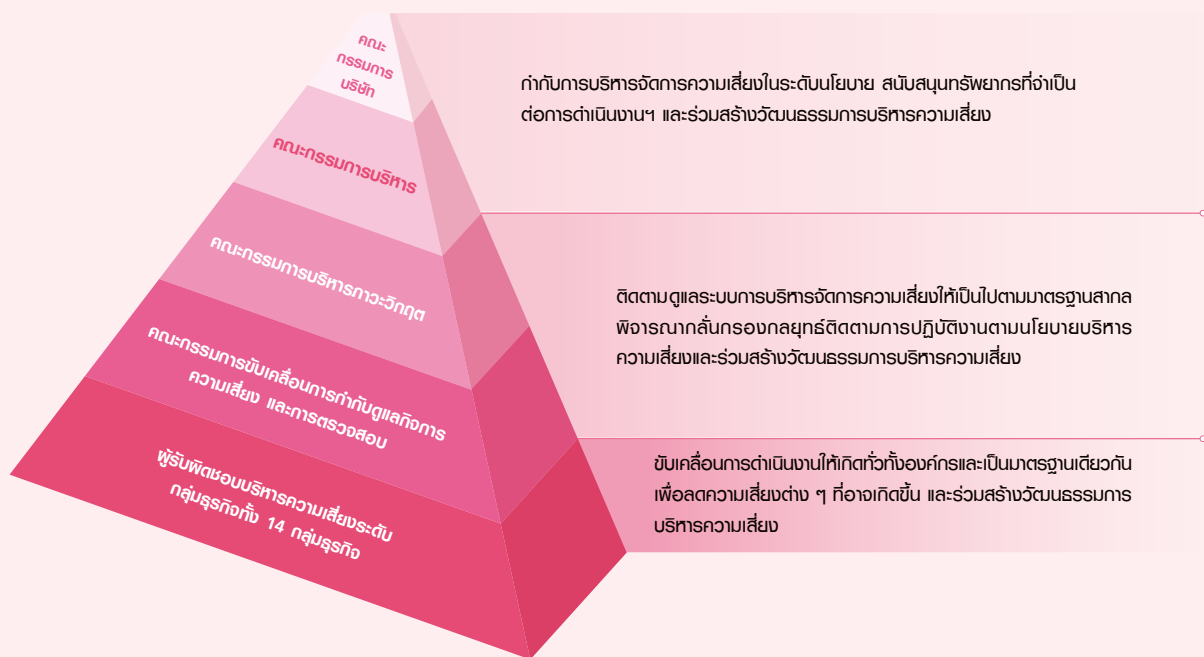 คณะ
กรรมการ
บริษัท
คณะกรรมการบริหาร
คณะกรรมการบริหารภาวะวิกฤต
คณะกรรมการขับเคลื่อนการกำกับดูแลกิจการ
ความเสี่ยง และการตรวจสอบ
ผู้รับผิดชอบบริหารความเสี่ยงระดับ
กลุ่มธุรกิจทั้ง 14 กลุ่มธุรกิจ
กำกับการบริหารจัดการความเสี่ยงในระดับนโยบาย สนับสนุนทรัพยากรที่จำเป็น
ต่อการดำเนินงานฯ และร่วมสร้างวัฒนธรรมการบริหารความเสี่ยง
ติดตามดูแลระบบการบริหารจัดการความเสี่ยงให้เป็นไปตามมาตรฐานสากล
พิจารณากลั่นกรองกลยุทธ์ติดตามการปฏิบัติงานตามนโยบายบริหาร
ความเสี่ยงและร่วมสร้างวัฒนธรรมการบริหารความเสี่ยง
ขับเคลื่อนการดำเนินงานให้เกิดทั่วทั้งองค์กรและเป็นมาตรฐานเดียวกัน
เพื่อลดความเสี่ยงต่าง ๆ ที่อาจเกิดขึ้น และร่วมสร้างวัฒนธรรมการ
บริหารความเสี่ยง